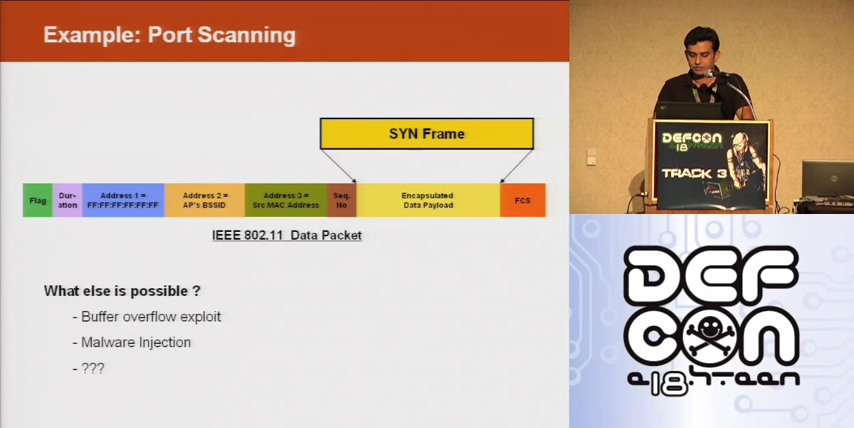 Example: Port Scanning
SYN Frame
Flag
Dur-
ation
Address 1 =
FF:FF:FF:FF:FF:FF
Address 2 =
AP's BSSID
Address 3 =
Src MAC Address
Seq.
No
Encapsulated
Data Payload
FCS
IEEE 802.11 Data Packet
What else is possible ?
- Buffer overflow exploit
- Malware Injection
- ???
DEFCON
18
TRACK 3
DEF
CON
e18h-teen